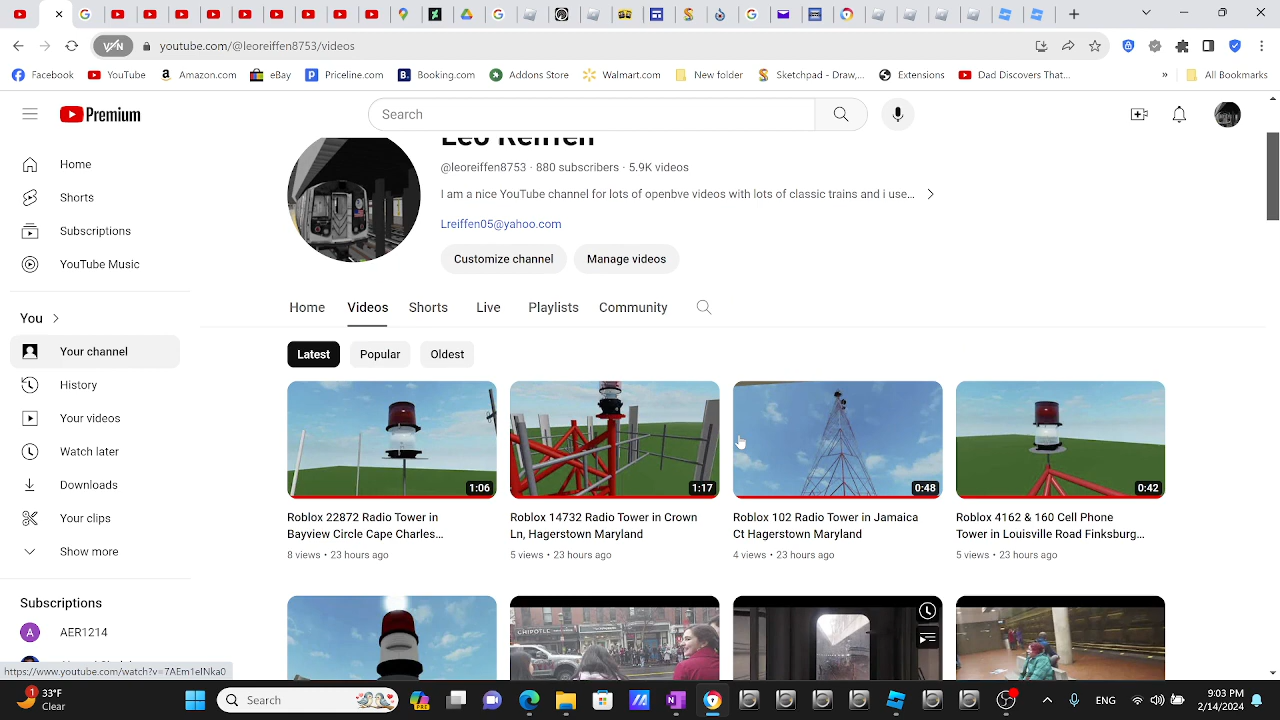 youtube.com/@leoreiffen8753/videos
Facebook YouTube Amazon.com eBay Priceline.com Booking.com Addons Store Walmart.com New folder Sketchpad - Draw,... Extensions Dad Discovers That... » All Bookmarks
Premium
Search
Leo Reiffen
@leoreiffen8753 · 880 subscribers · 5.9K videos
I am a nice YouTube channel for lots of openbve videos with lots of classic trains and i use...
Lreiffen05@yahoo.com
Customize channel Manage videos
Home
Shorts
Subscriptions
YouTube Music
You
Your channel
History
Your videos
Watch later
Downloads
Your clips
Show more
Subscriptions
AER1214
Home Videos Shorts Live Playlists Community
Latest Popular Oldest
1:06
Roblox 22872 Radio Tower in
Bayview Circle Cape Charles...
8 views • 23 hours ago
1:17
Roblox 14732 Radio Tower in Crown
Ln, Hagerstown Maryland
5 views • 23 hours ago
0:48
Roblox 102 Radio Tower in Jamaica
Ct Hagerstown Maryland
4 views • 23 hours ago
0:42
Roblox 4162 & 160 Cell Phone
Tower in Louisville Road Finksburg...
5 views • 23 hours ago
CHIPOTLE
https://www.youtube.com/watch?v=7AEm1eINka0
1
33°F
Clear
Search
ENG
9:03 PM
2/14/2024